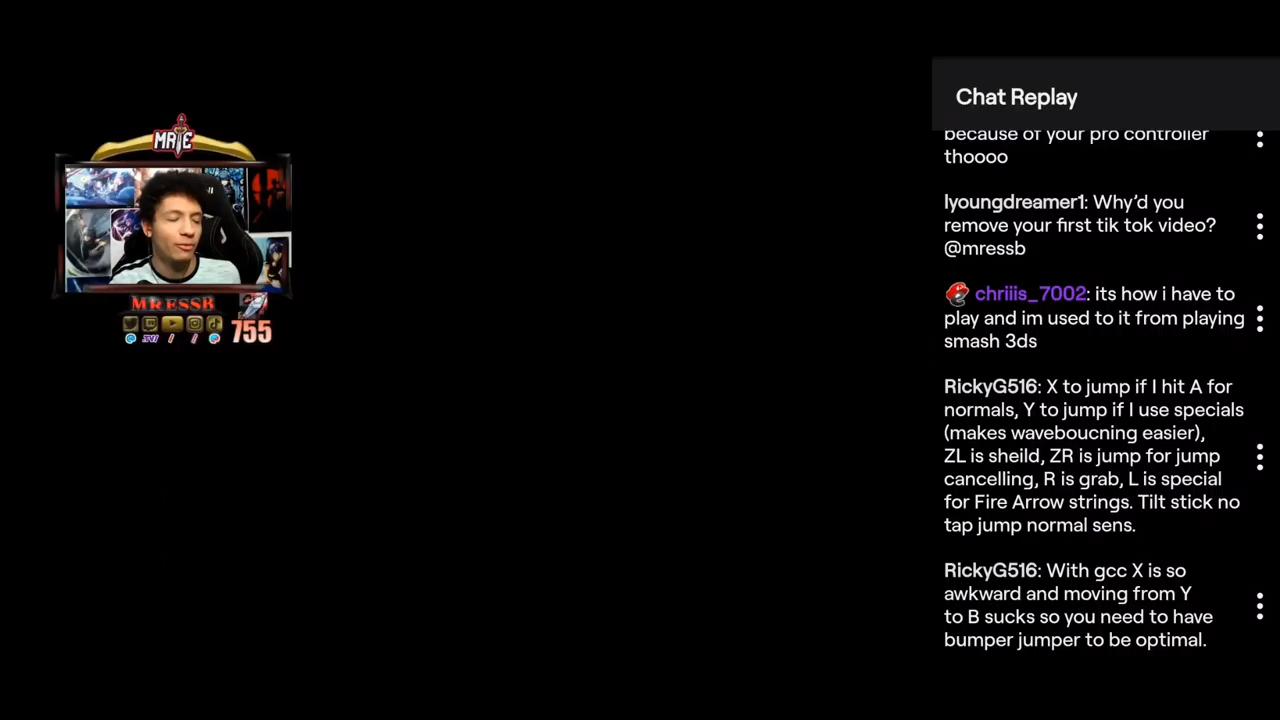 MRE
MRESSB
755
Chat Replay
because of your pro controller
thoooo
lyoungdreamer1: Why'd you
remove your first tik tok video?
@mressb
chriiis_7002: its how i have to
play and im used to it from playing
smash 3ds
RickyG516: X to jump if I hit A for
normals, Y to jump if I use specials
(makes waveboucning easier),
ZL is sheild, ZR is jump for jump
cancelling, R is grab, L is special
for Fire Arrow strings. Tilt stick no
tap jump normal sens.
RickyG516: With gcc X is so
awkward and moving from Y
to B sucks so you need to have
bumper jumper to be optimal.